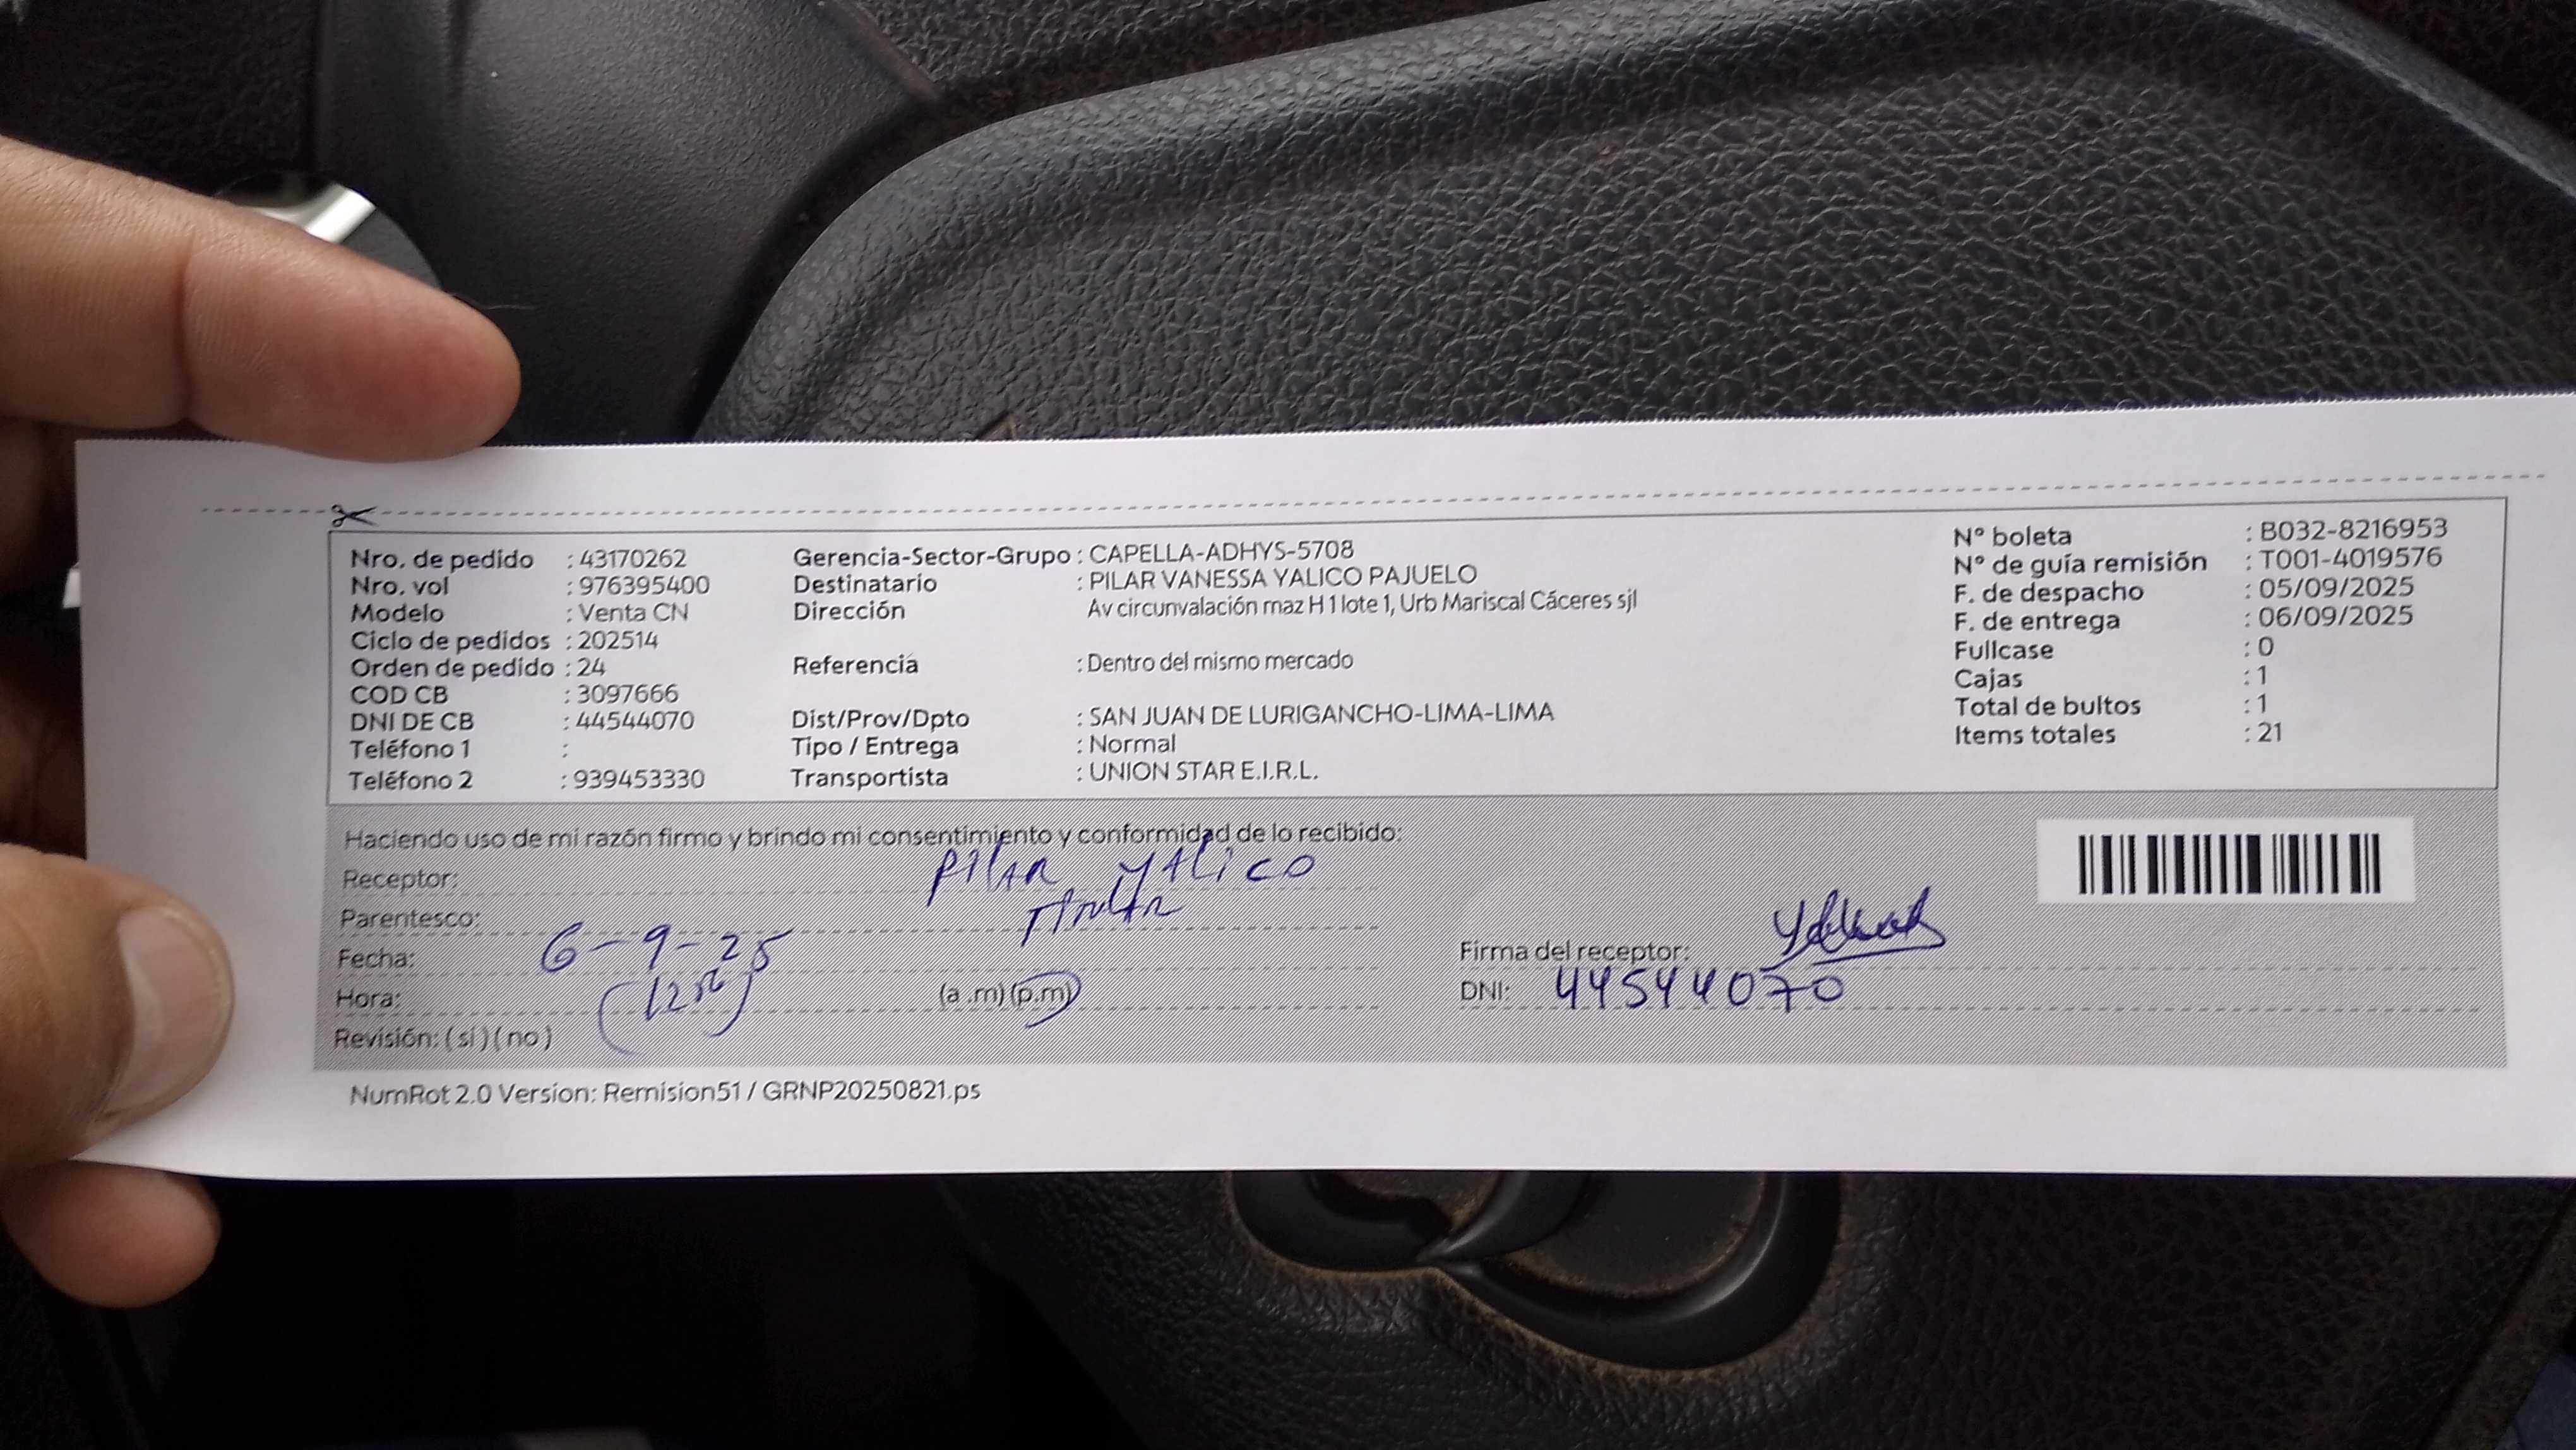 Nro. de pedido : 43170262
Nro. vol : 976395400
Modelo : Venta CN
Ciclo de pedidos : 202514
Orden de pedido : 24
COD CB : 3097666
DNI DE CB : 44544070
Teléfono 1 :
Teléfono 2 : 939453330
Gerencia-Sector-Grupo : CAPELLA-ADHYS-5708
Destinatario : PILAR VANESSA YALICO PAJUELO
Dirección Av circunvalación maz H 1 lote 1, Urb Mariscal Cáceres sjl
Referencia : Dentro del mismo mercado
Dist/Prov/Dpto : SAN JUAN DE LURIGANCHO-LIMA-LIMA
Tipo / Entrega : Normal
Transportista : UNION STAR E.I.R.L.
N° boleta : B032-8216953
N° de guía remisión : T001-4019576
F. de despacho : 05/09/2025
F. de entrega : 06/09/2025
Fullcase : 0
Cajas : 1
Total de bultos : 1
Items totales : 21
Haciendo uso de mi razón firmo y brindo mi consentimiento y conformidad de lo recibido:
Receptor: PilAR YALiCO
Parentesco: Titular
Fecha: 6-9-25
Hora: (a .m) (p.m)
Revisión: ( si ) ( no )
Firma del receptor:
DNI: 44544070
NumRot 2.0 Version: Remision51 / GRNP20250821.ps